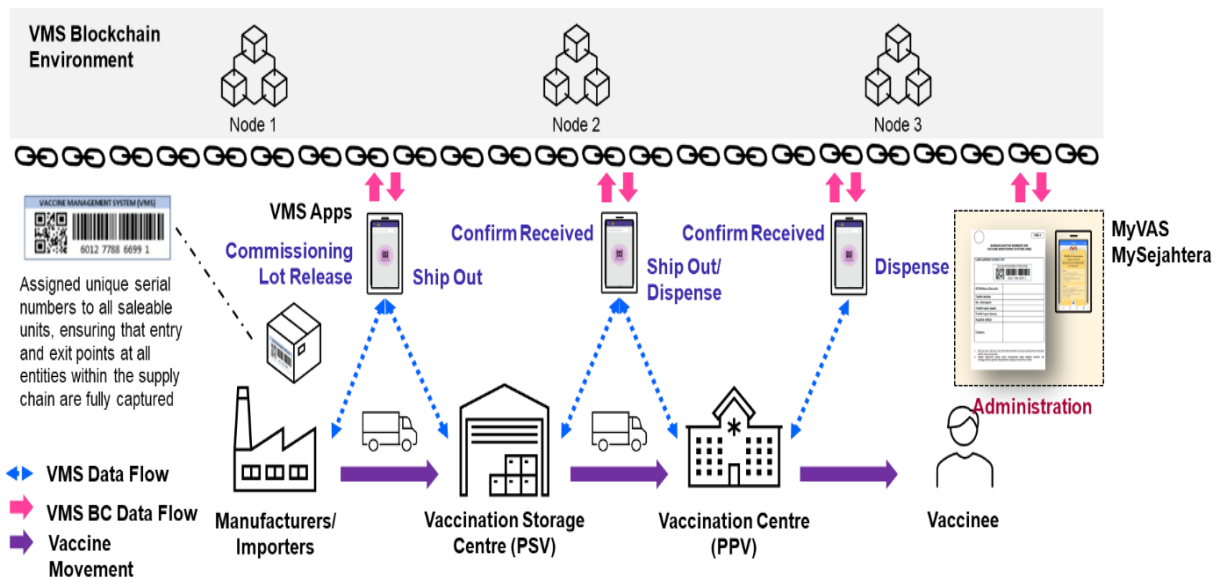 VMS Blockchain
Environment
Node 1
Node 2
Node 3
VACCINE MANAGEMENT SYSTEM (VMS)
6012 7788 6699 1
Assigned unique serial
numbers to all saleable
units, ensuring that entry
and exit points at all
entities within the supply
chain are fully captured
VMS Apps
Commissioning
Lot Release
Ship Out
Confirm Received
Ship Out/
Dispense
Confirm Received
Dispense
MyVAS
MySejahtera
Administration
VMS Data Flow
VMS BC Data Flow
Vaccine
Movement
Manufacturers/
Importers
Vaccination Storage
Centre (PSV)
Vaccination Centre
(PPV)
Vaccinee